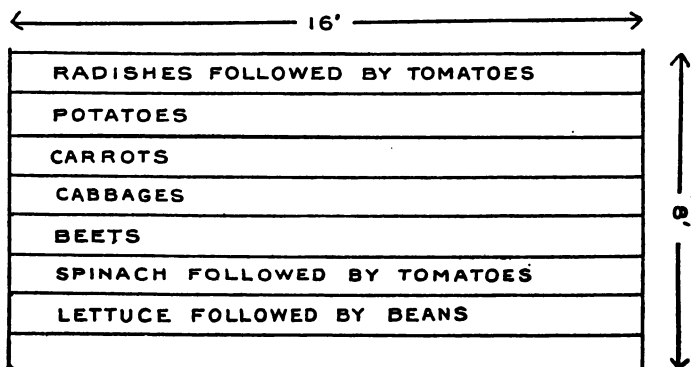 16'
RADISHES FOLLOWED BY TOMATOES
POTATOES
CARROTS
CABBAGES
BEETS
SPINACH FOLLOWED BY TOMATOES
LETTUCE FOLLOWED BY BEANS
8'